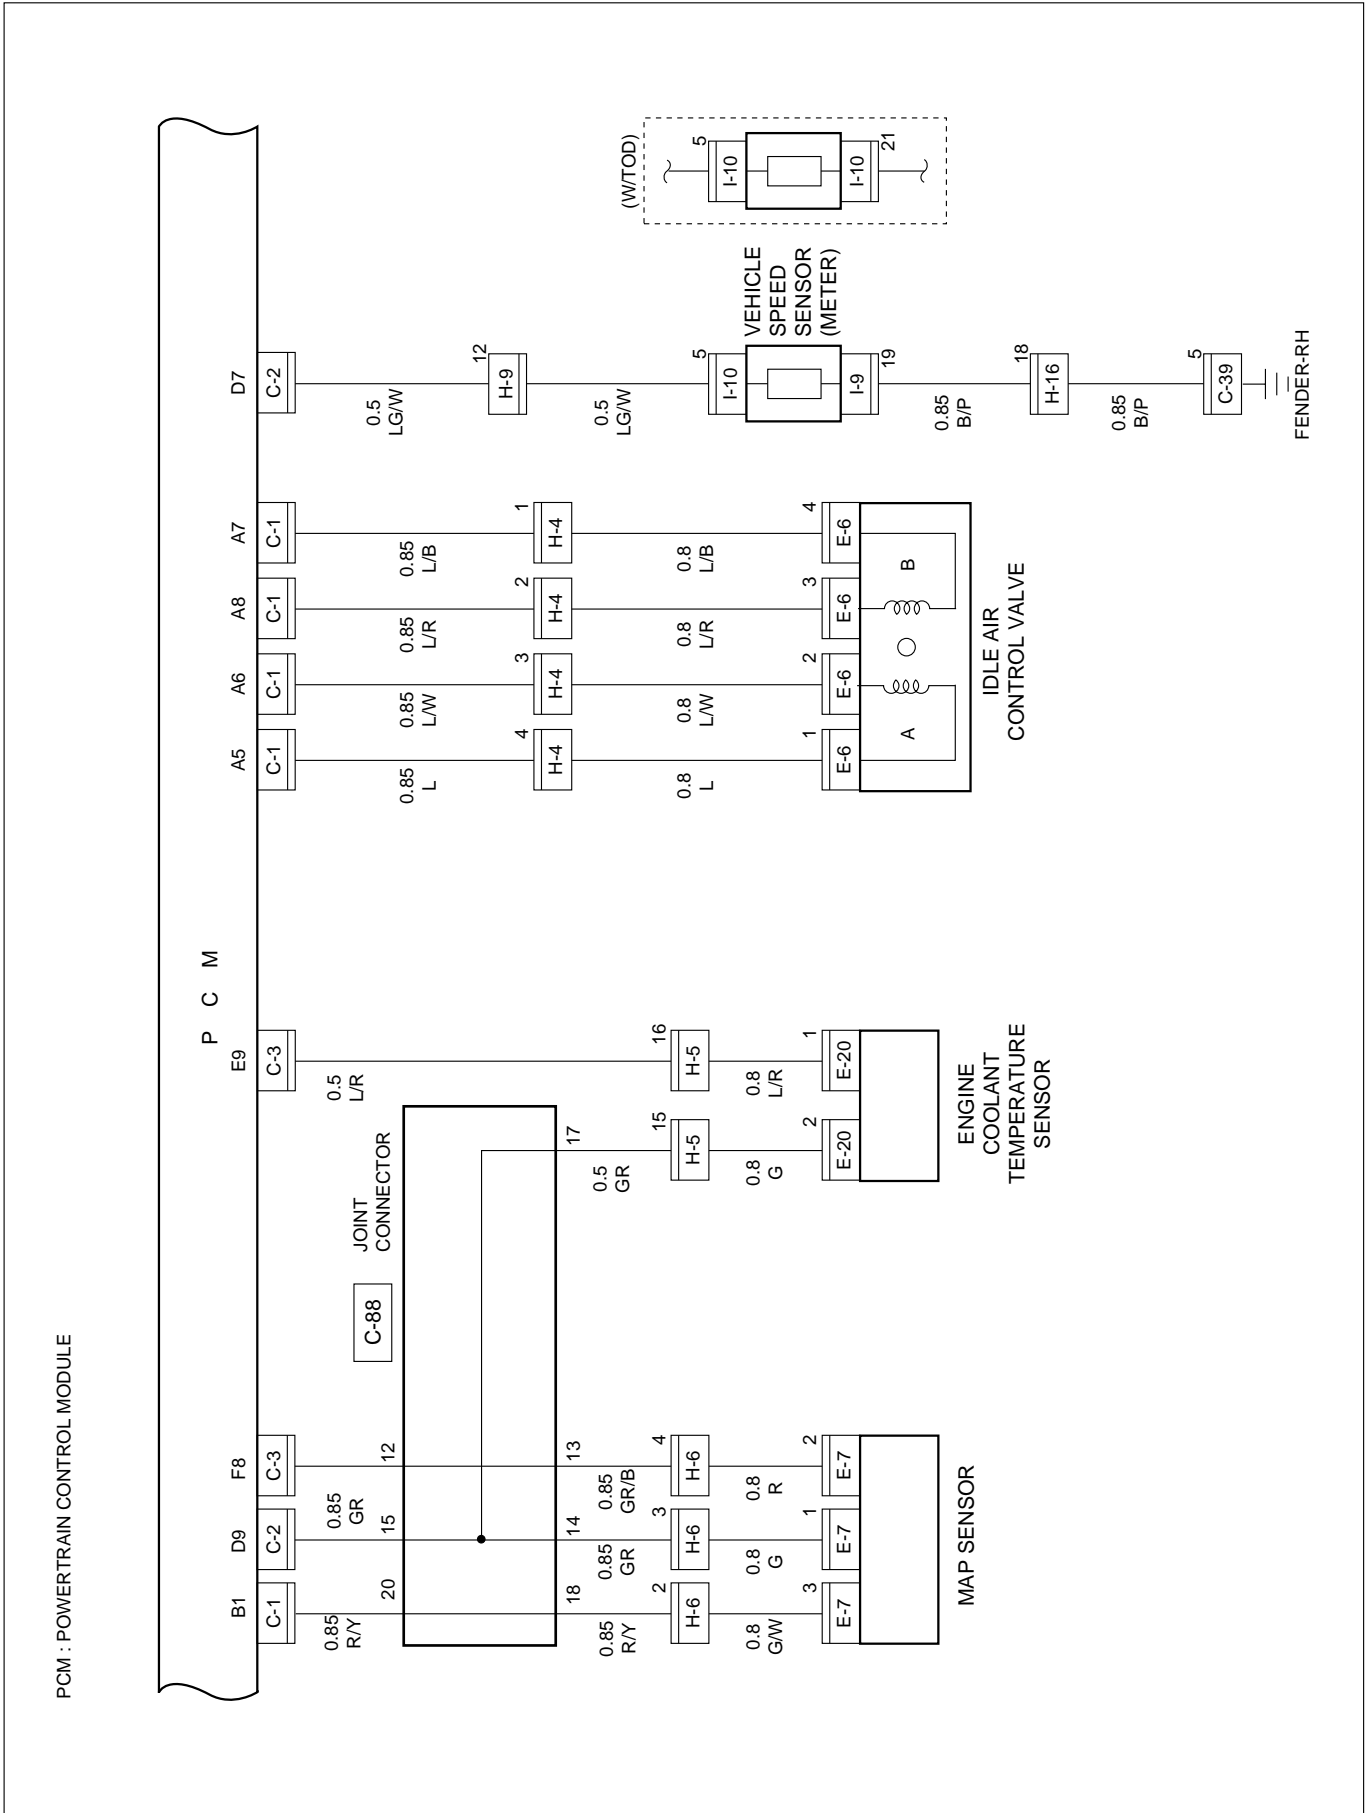 PCM : POWERTRAIN CONTROL MODULE
P C M
B1
D9
F8
E9
A5
A6
A8
A7
D7
C-1
C-2
C-3
C-3
C-1
C-1
C-1
C-1
C-2
0.85
R/Y
0.85
GR
0.5
L/R
0.85
L
0.85
L/W
0.85
L/R
0.85
L/B
0.5
LG/W
C-88
JOINT
CONNECTOR
20
15
12
18
14
13
17
0.85
R/Y
0.85
GR
0.85
GR/B
0.5
GR
2
H-6
3
H-6
4
H-6
15
H-5
16
H-5
4
H-4
3
H-4
2
H-4
1
H-4
12
H-9
0.8
G/W
0.8
G
0.8
R
0.8
G
0.8
L/R
0.8
L
0.8
L/W
0.8
L/R
0.8
L/B
0.5
LG/W
3
E-7
1
E-7
2
E-7
2
E-20
1
E-20
1
E-6
2
E-6
3
E-6
4
E-6
A
B
MAP SENSOR
ENGINE
COOLANT
TEMPERATURE
SENSOR
IDLE AIR
CONTROL VALVE
5
I-10
VEHICLE
SPEED
SENSOR
(METER)
I-9
19
0.85
B/P
18
H-16
0.85
B/P
5
C-39
FENDER-RH
(W/TOD)
5
I-10
I-10
21